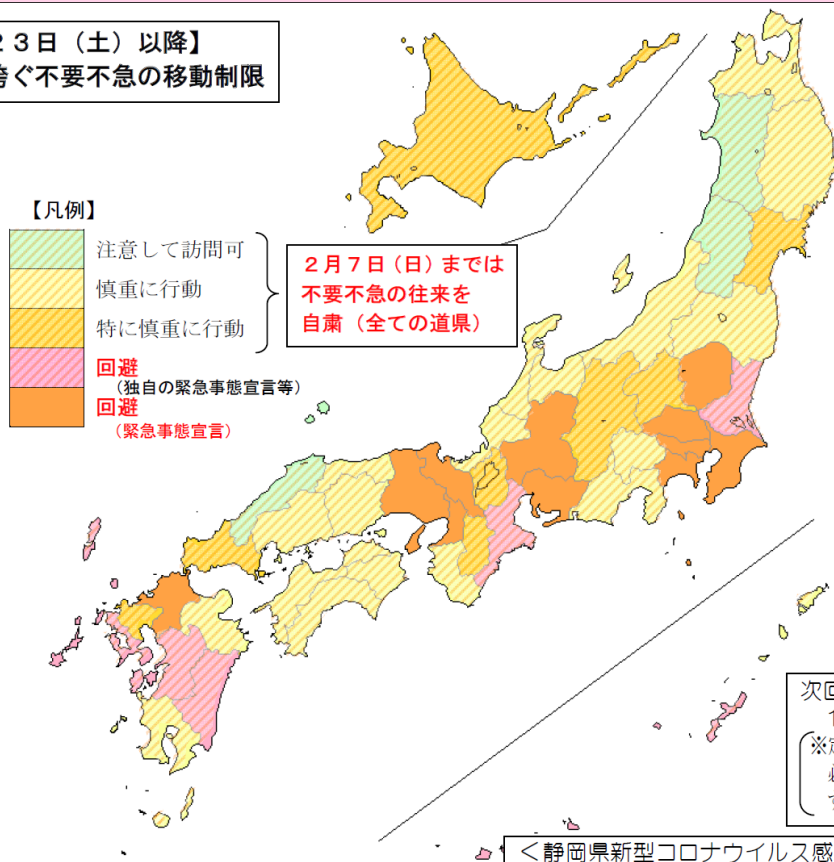 ２３日（土）以降】
跨ぐ不要不急の移動制限
【凡例】
注意して訪問可
慎重に行動
特に慎重に行動
回避
（独自の緊急事態宣言等）
回避
（緊急事態宣言）
２月７日（日）までは
不要不急の往来を
自粛（全ての道県）
次回
＜静岡県新型コロナウイルス感